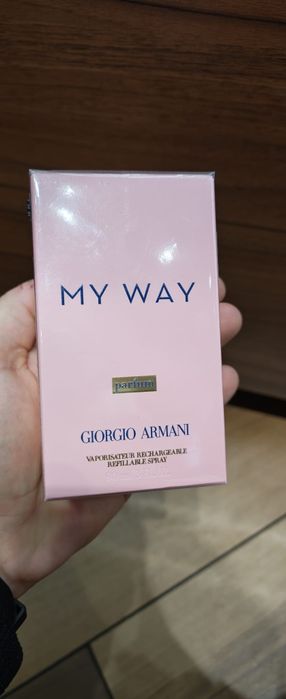 MY WAY
parfum
GIORGIO ARMANI
VAPORISATEUR RECHARGEABLE
REFILLABLE SPRAY